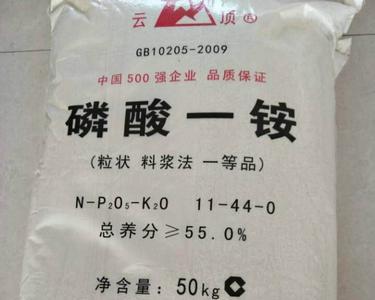 云 顶
GB10205-2009
中国500强企业 品质保证
磷酸一铵
(粒状 料浆法 一等品)
N-P₂O₅-K₂O 11-44-0
总养分≥55.0%
净含量: 50kg